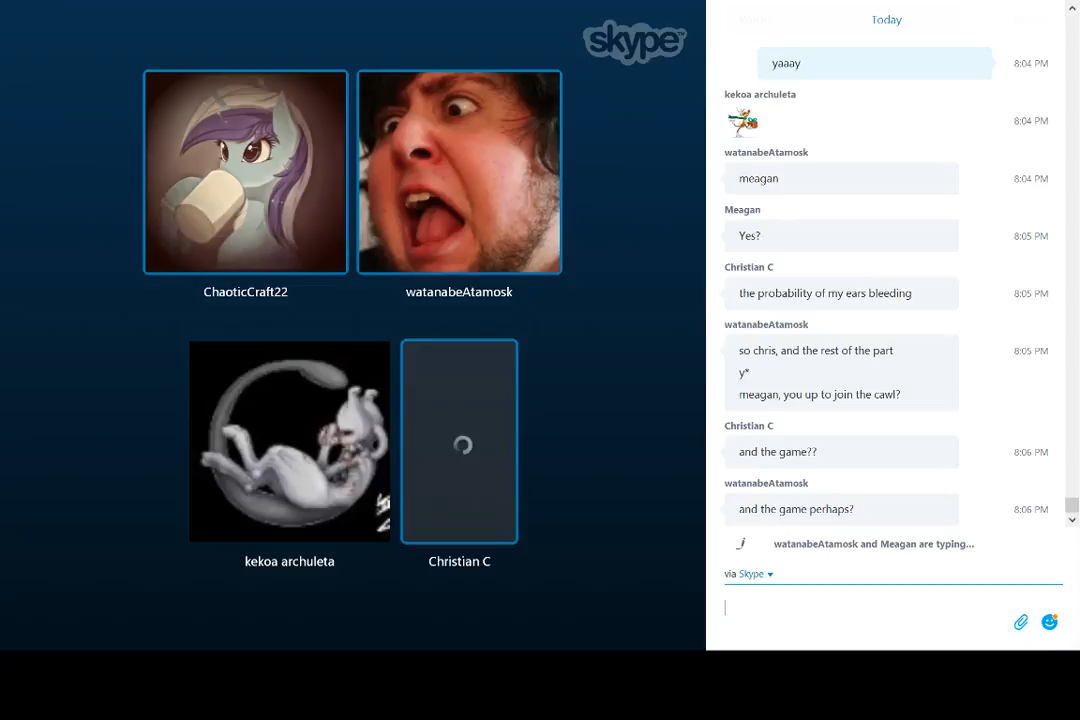 skype
ChaoticCraft22
watanabeAtamosk
kekoa archuleta
Christian C
Today
yaaay
8:04 PM
kekoa archuleta
8:04 PM
watanabeAtamosk
meagan
8:04 PM
Meagan
Yes?
8:05 PM
Christian C
the probability of my ears bleeding
8:05 PM
watanabeAtamosk
so chris, and the rest of the part
8:05 PM
y*
meagan, you up to join the cawl?
Christian C
and the game??
8:06 PM
watanabeAtamosk
and the game perhaps?
8:06 PM
watanabeAtamosk and Meagan are typing...
via Skype